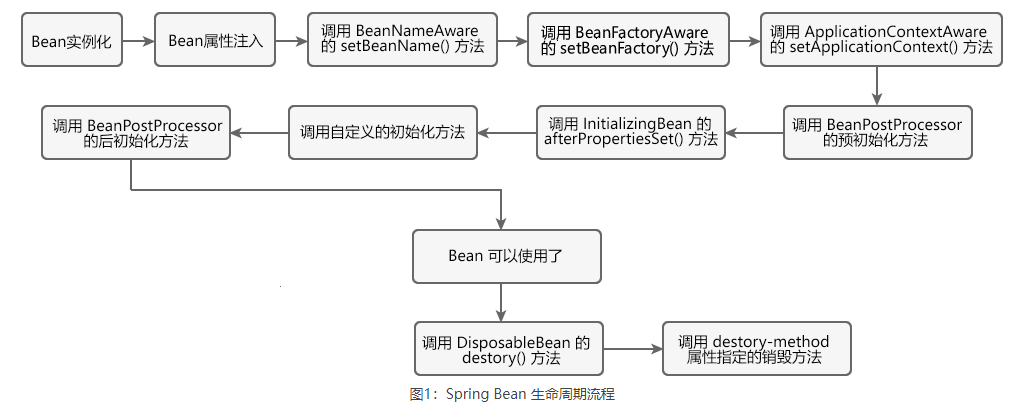 Bean实例化
Bean属性注入
调用 BeanNameAware
的 setBeanName() 方法
调用 BeanFactoryAware
的 setBeanFactory() 方法
调用 ApplicationContextAware
的 setApplicationContext() 方法
调用 BeanPostProcessor
的预初始化方法
调用 InitializingBean 的
afterPropertiesSet() 方法
调用自定义的初始化方法
调用 BeanPostProcessor
的后初始化方法
Bean 可以使用了
调用 DisposableBean 的
destory() 方法
调用 destory-method
属性指定的销毁方法
图1：Spring Bean 生命周期流程